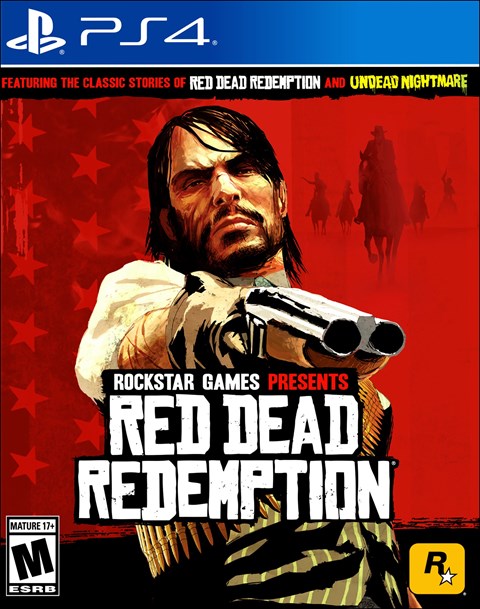 PS4
FEATURING THE CLASSIC STORIES OF RED DEAD REDEMPTION AND UNDEAD NIGHTMARE
ROCKSTAR GAMES PRESENTS
RED DEAD
REDEMPTION
MATURE 17+
M
ESRB
R